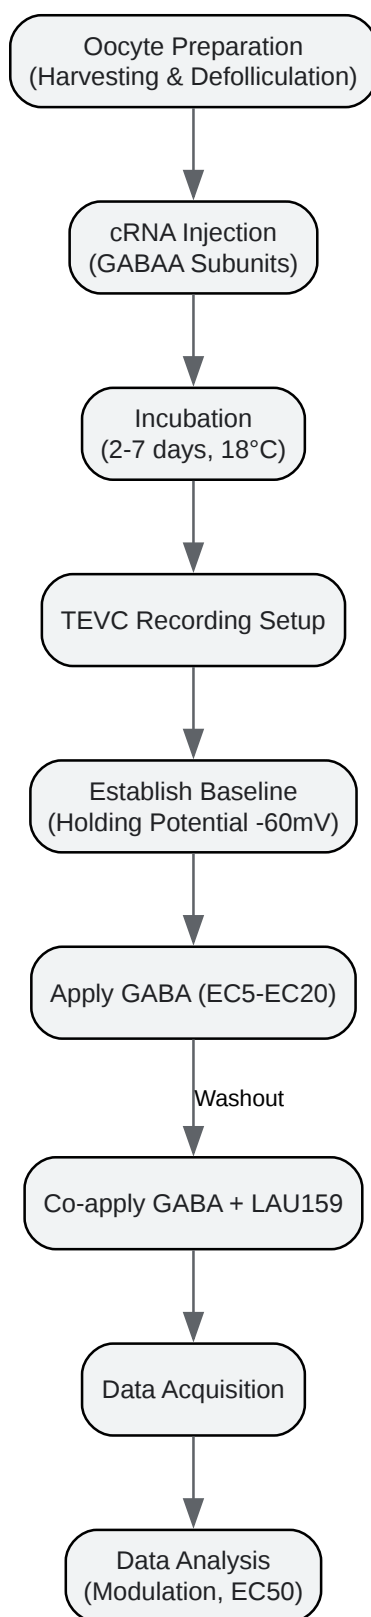 Oocyte Preparation
(Harvesting & Defolliculation)
cRNA Injection
(GABAA Subunits)
Incubation
(2-7 days, 18°C)
TEVC Recording Setup
Establish Baseline
(Holding Potential -60mV)
Apply GABA (EC5-EC20)
Washout
Co-apply GABA + LAU159
Data Acquisition
Data Analysis
(Modulation, EC50)